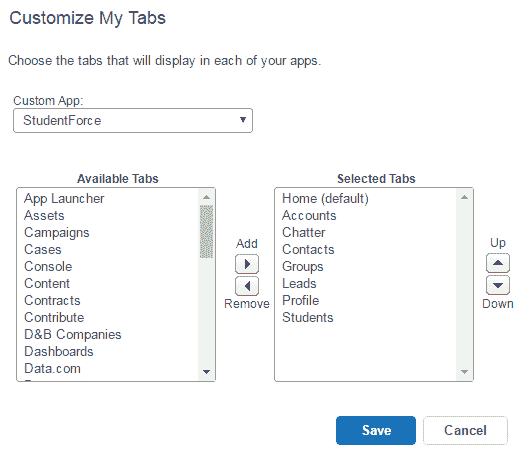 Customize My Tabs
Choose the tabs that will display in each of your apps.
Custom App:
StudentForce
Available Tabs
App Launcher
Assets
Campaigns
Cases
Console
Content
Contracts
Contribute
D&B Companies
Dashboards
Data.com
Add
Remove
Selected Tabs
Home (default)
Accounts
Chatter
Contacts
Groups
Leads
Profile
Students
Up
Down
Save
Cancel